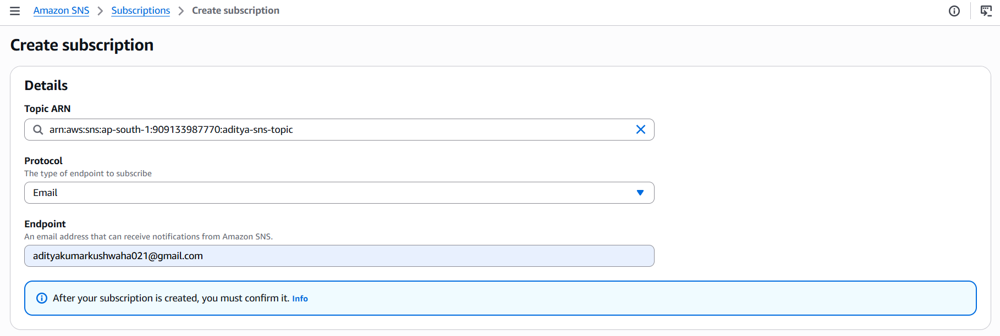 Amazon SNS > Subscriptions > Create subscription
Create subscription
Details
Topic ARN
arn:aws:sns:ap-south-1:909133987770:aditya-sns-topic
Protocol
The type of endpoint to subscribe
Email
Endpoint
An email address that can receive notifications from Amazon SNS.
adityakumarkushwaha021@gmail.com
After your subscription is created, you must confirm it. Info